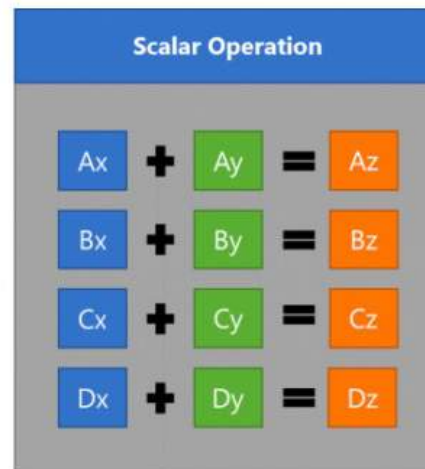 Scalar Operation
Ax + Ay = Az
Bx + By = Bz
Cx + Cy = Cz
Dx + Dy = Dz